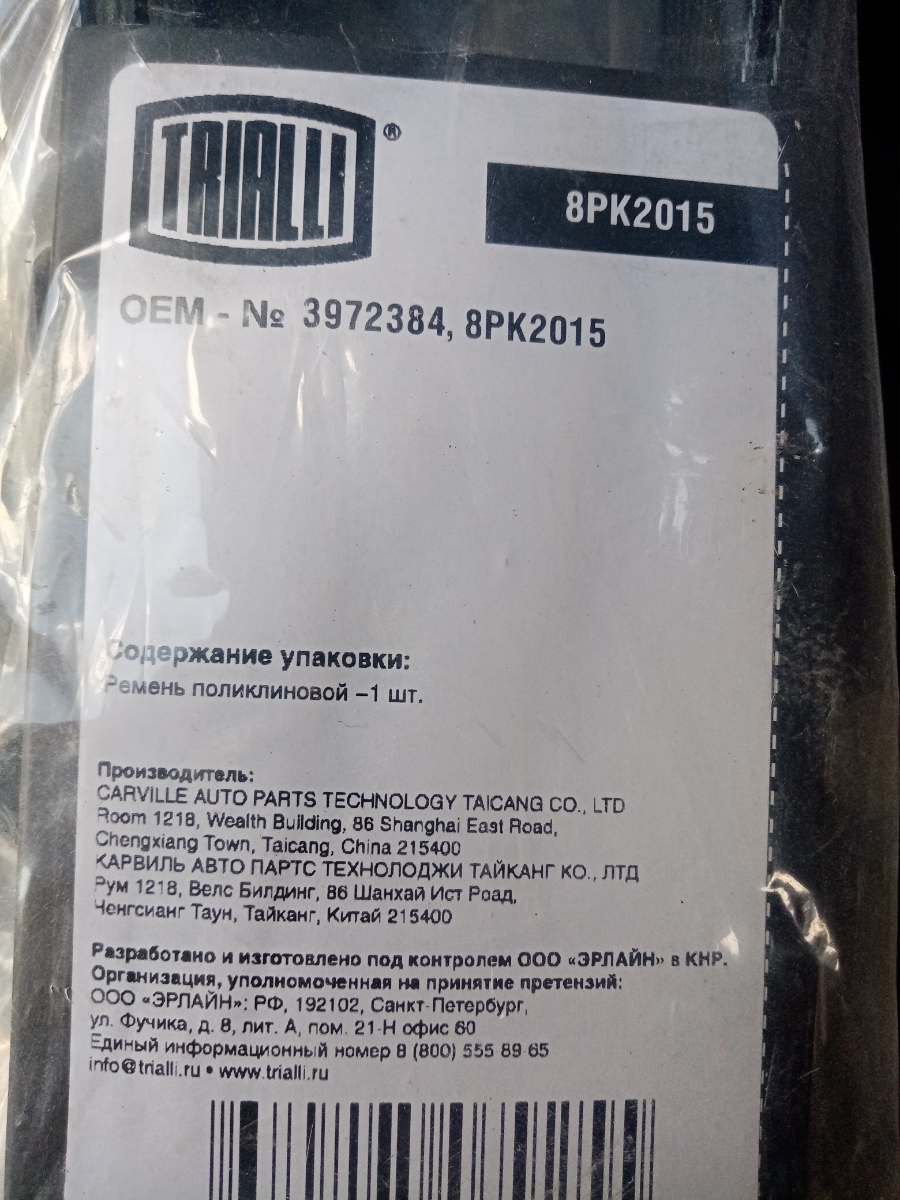 TRIALLI®
8PK2015
OEM - № 3972384, 8PK2015
Содержание упаковки:
Ремень поликлиновой –1 шт.
Производитель:
CARVILLE AUTO PARTS TECHNOLOGY TAICANG CO., LTD
Room 1218, Wealth Building, 86 Shanghai East Road,
Chengxiang Town, Taicang, China 215400
КАРВИЛЬ АВТО ПАРТС ТЕХНОЛОДЖИ ТАЙКАНГ КО., ЛТД
Рум 1218, Велс Билдинг, 86 Шанхай Ист Роад,
Ченгсианг Таун, Тайканг, Китай 215400
Разработано и изготовлено под контролем ООО «ЭРЛАЙН» в КНР.
Организация, уполномоченная на принятие претензий:
ООО «ЭРЛАЙН»: РФ, 192102, Санкт-Петербург,
ул. Фучика, д. 8, лит. А, пом. 21-Н офис 60
Единый информационный номер 8 (800) 555 89 65
info@trialli.ru • www.trialli.ru